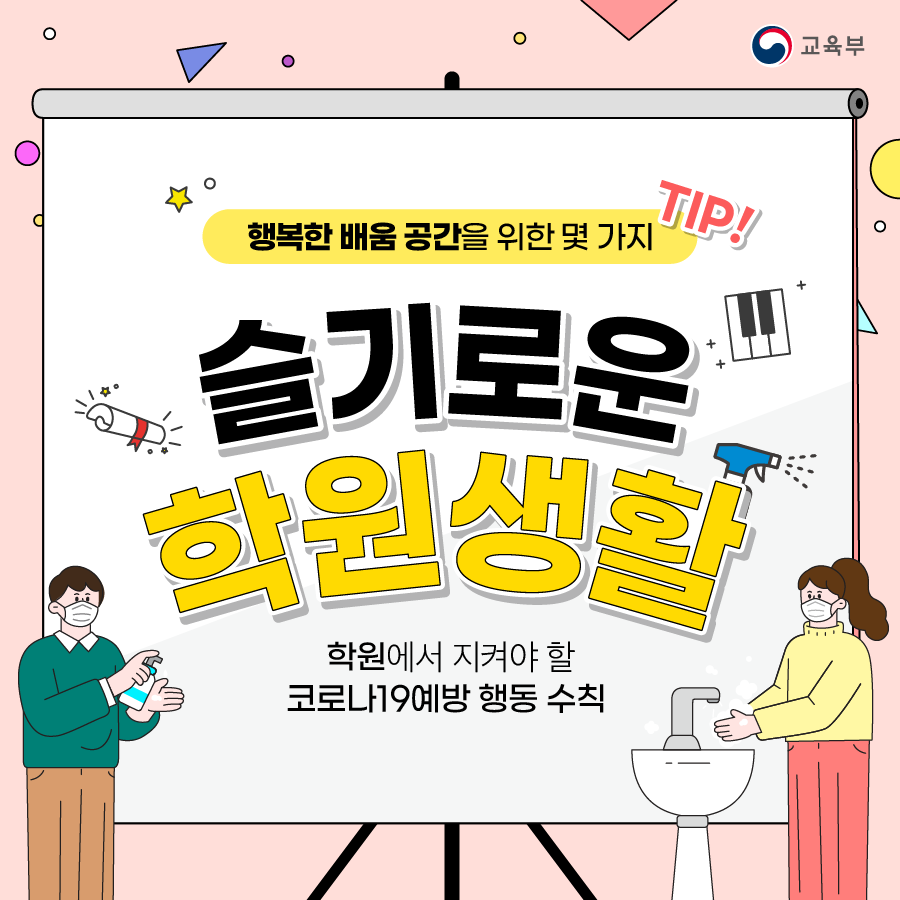 교육부
행복한 배움 공간을 위한 몇 가지 TIP!
슬기로운
학원생활
학원에서 지켜야 할
코로나19예방 행동 수칙